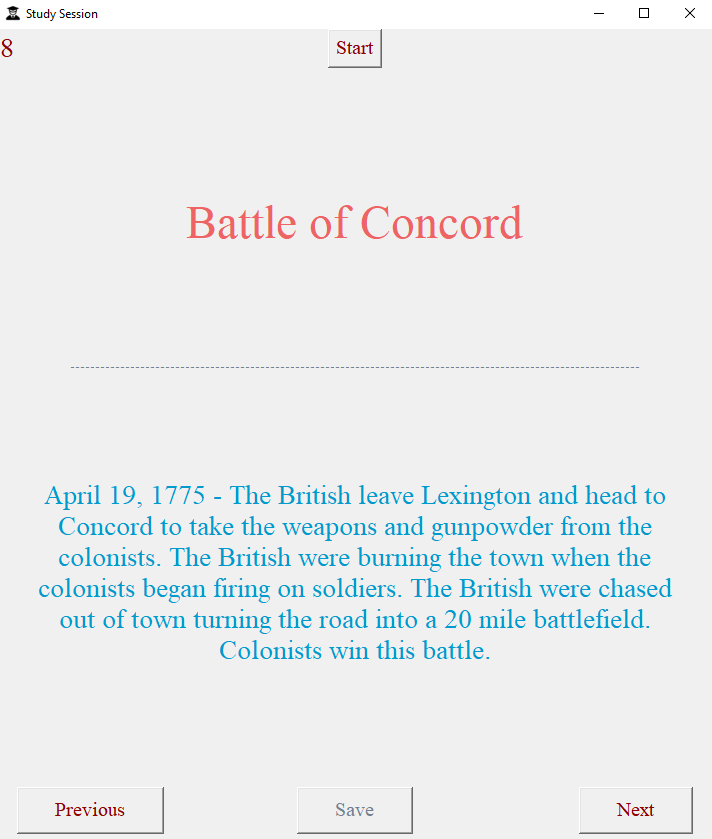 Study Session
8
Start
Battle of Concord
April 19, 1775 - The British leave Lexington and head to
Concord to take the weapons and gunpowder from the
colonists. The British were burning the town when the
colonists began firing on soldiers. The British were chased
out of town turning the road into a 20 mile battlefield.
Colonists win this battle.
Previous
Save
Next